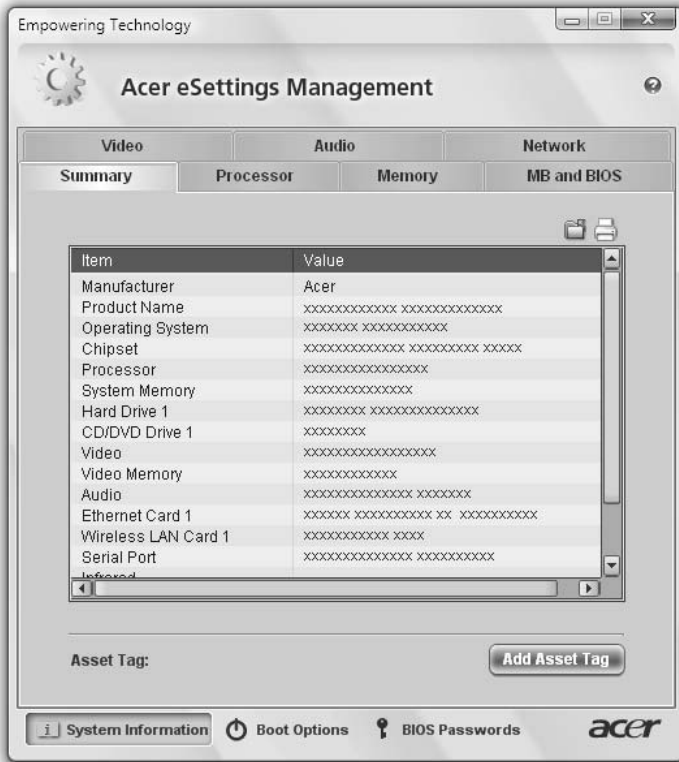 Empowering Technology
Acer eSettings Management
Video Audio Network
Summary Processor Memory MB and BIOS
Item Value
Manufacturer Acer
Product Name xxxxxxxxxxxx xxxxxxxxxxxxx
Operating System xxxxxxx xxxxxxxxxxx
Chipset xxxxxxxxxxxxx xxxxxxxxx xxxxx
Processor xxxxxxxxxxxxxxxx
System Memory xxxxxxxxxxxxxx
Hard Drive 1 xxxxxxxx xxxxxxxxxxxxxx
CD/DVD Drive 1 xxxxxxxx
Video xxxxxxxxxxxxxxxxx
Video Memory xxxxxxxxxxxx
Audio xxxxxxxxxxxxxx xxxxxxx
Ethernet Card 1 xxxxxx xxxxxxxxxx xx xxxxxxxxxx
Wireless LAN Card 1 xxxxxxxxxxx xxxx
Serial Port xxxxxxxxxxxxxx xxxxxxxxxx
Infrared
Asset Tag: Add Asset Tag
i System Information Boot Options BIOS Passwords acer